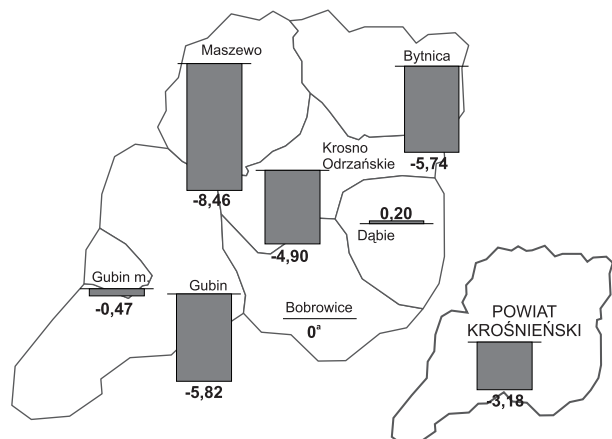 Maszewo
-8,46
Bytnica
-5,74
Krosno
Odrzańskie
-4,90
0,20
Dąbie
Gubin m.
-0,47
Gubin
-5,82
Bobrowice
0ª
POWIAT
KROŚNIEŃSKI
-3,18